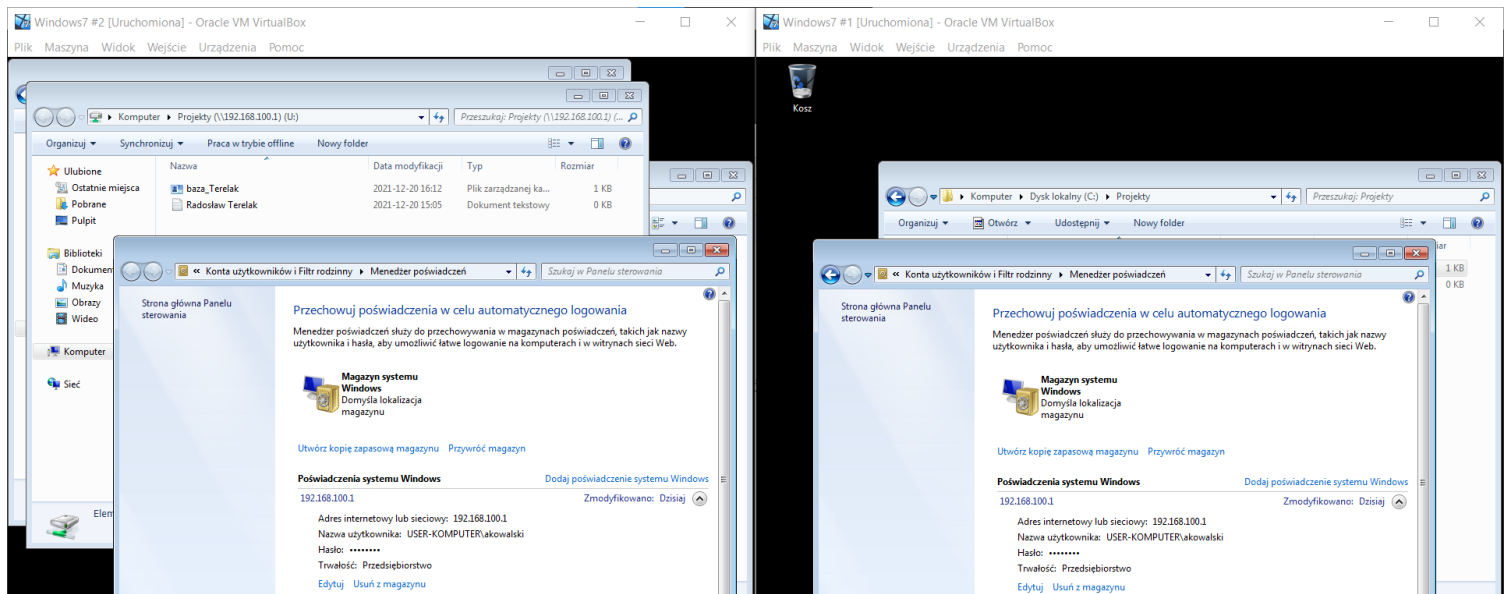 Windows7 #2 [Uruchomiona] - Oracle VM VirtualBox
Plik Maszyna Widok Wejście Urządzenia Pomoc
Komputer Projekty (\\192.168.100.1) (U:)
Przeszukaj: Projekty (\\192.168.100.1) (...
Organizuj Synchronizuj Praca w trybie offline Nowy folder
Ulubione
Ostatnie miejsca
Pobrane
Pulpit
Biblioteki
Dokumen
Muzyka
Obrazy
Wideo
Komputer
Sieć
Nazwa Data modyfikacji Typ Rozmiar
baza_Terelak 2021-12-20 16:12 Plik zarządzanej ka... 1 KB
Radosław Terelak 2021-12-20 15:05 Dokument tekstowy 0 KB
Elem
« Konta użytkowników i Filtr rodzinny Menedżer poświadczeń
Szukaj w Panelu sterowania
Strona główna Panelu
sterowania
Przechowuj poświadczenia w celu automatycznego logowania
Menedżer poświadczeń służy do przechowywania w magazynach poświadczeń, takich jak nazwy
użytkownika i hasła, aby umożliwić łatwe logowanie na komputerach i w witrynach sieci Web.
Magazyn systemu
Windows
Domyśla lokalizacja
magazynu
Utwórz kopię zapasową magazynu Przywróć magazyn
Poświadczenia systemu Windows Dodaj poświadczenie systemu Windows
192.168.100.1 Zmodyfikowano: Dzisiaj
Adres internetowy lub sieciowy: 192.168.100.1
Nazwa użytkownika: USER-KOMPUTER\akowalski
Hasło: ••••••••
Trwałość: Przedsiębiorstwo
Edytuj Usuń z magazynu
Windows7 #1 [Uruchomiona] - Oracle VM VirtualBox
Plik Maszyna Widok Wejście Urządzenia Pomoc
Kosz
Komputer Dysk lokalny (C:) Projekty
Przeszukaj: Projekty
Organizuj Otwórz Udostępnij Nowy folder
iar
1 KB
0 KB
« Konta użytkowników i Filtr rodzinny Menedżer poświadczeń
Szukaj w Panelu sterowania
Strona główna Panelu
sterowania
Przechowuj poświadczenia w celu automatycznego logowania
Menedżer poświadczeń służy do przechowywania w magazynach poświadczeń, takich jak nazwy
użytkownika i hasła, aby umożliwić łatwe logowanie na komputerach i w witrynach sieci Web.
Magazyn systemu
Windows
Domyśla lokalizacja
magazynu
Utwórz kopię zapasową magazynu Przywróć magazyn
Poświadczenia systemu Windows Dodaj poświadczenie systemu Windows
192.168.100.1 Zmodyfikowano: Dzisiaj
Adres internetowy lub sieciowy: 192.168.100.1
Nazwa użytkownika: USER-KOMPUTER\akowalski
Hasło: ••••••••
Trwałość: Przedsiębiorstwo
Edytuj Usuń z magazynu